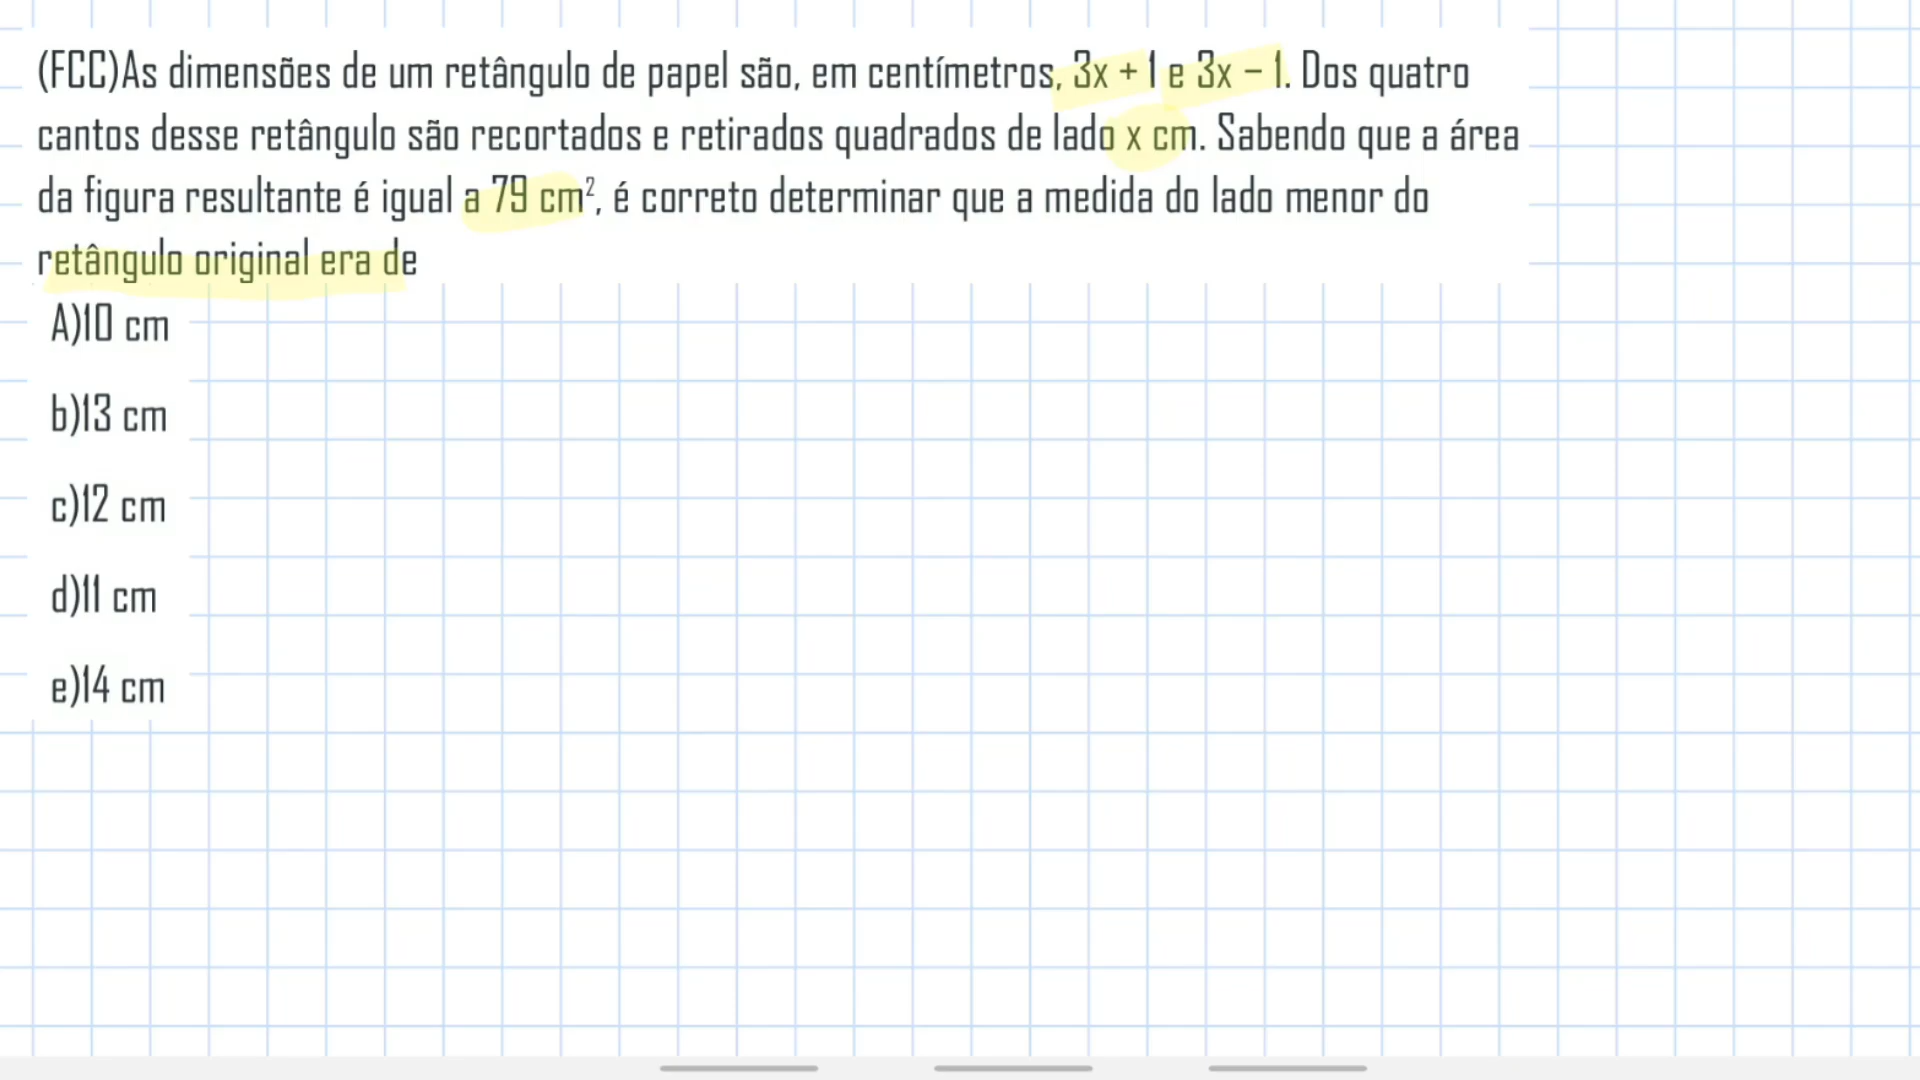 (FCC)As dimensões de um retângulo de papel são, em centímetros, 3x + 1 e 3x − 1. Dos quatro
cantos desse retângulo são recortados e retirados quadrados de lado x cm. Sabendo que a área
da figura resultante é igual a 79 cm², é correto determinar que a medida do lado menor do
retângulo original era de
A)10 cm
b)13 cm
c)12 cm
d)11 cm
e)14 cm